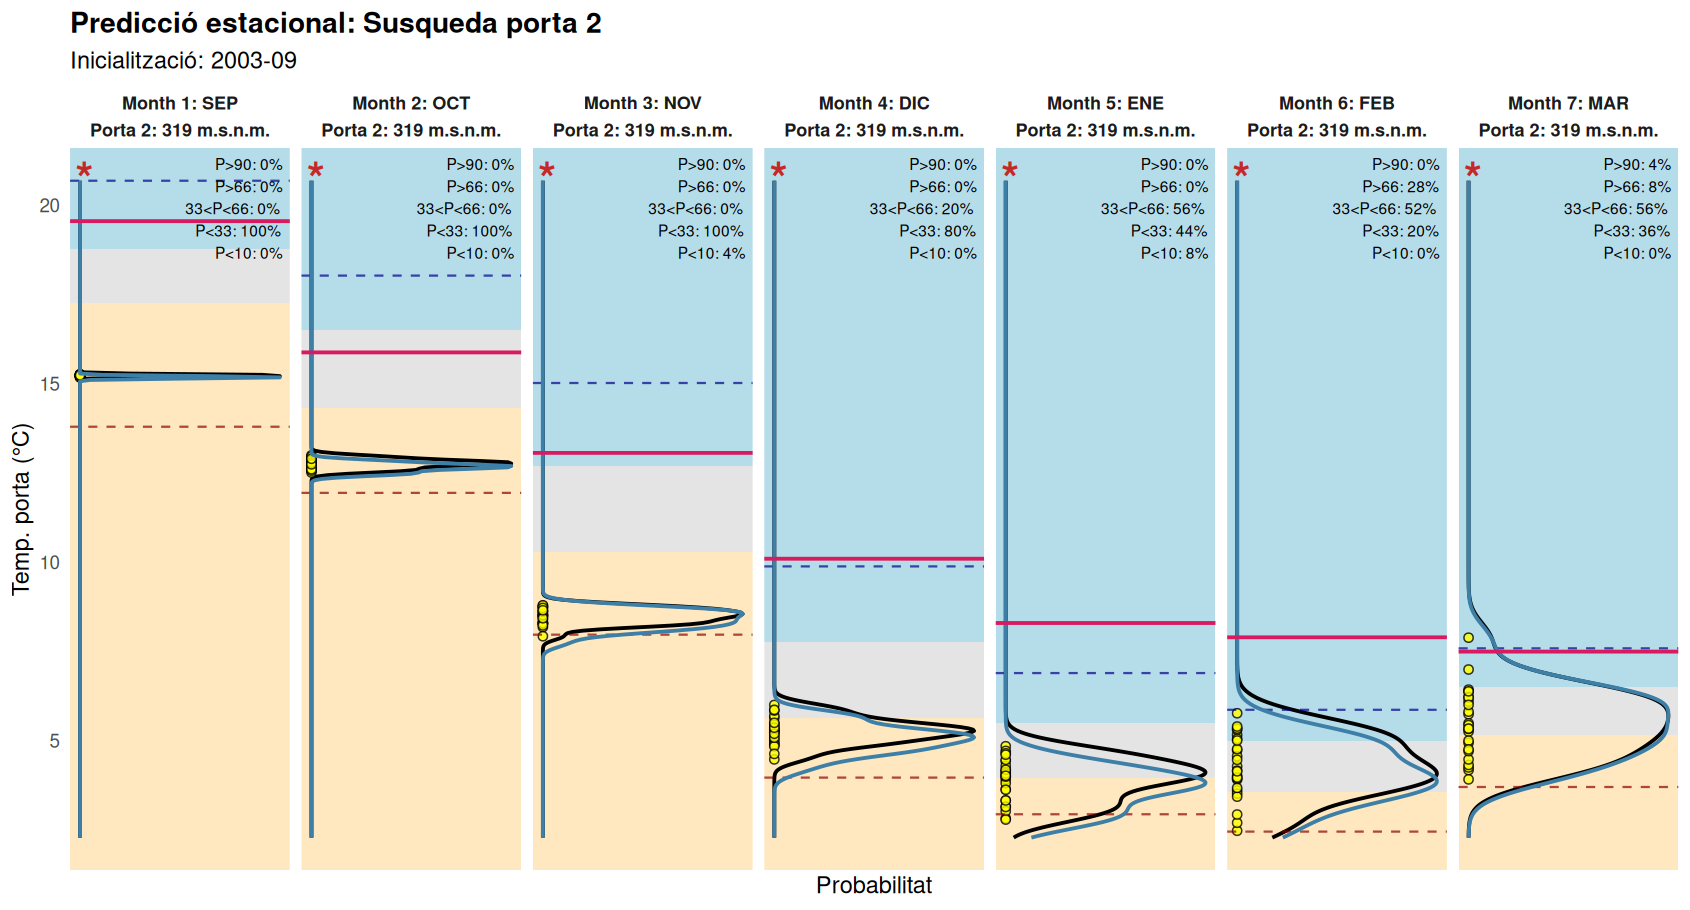 Predicció estacional: Susqueda porta 2
Inicialització: 2003-09
Month 1: SEP
Porta 2: 319 m.s.n.m.
Month 2: OCT
Porta 2: 319 m.s.n.m.
Month 3: NOV
Porta 2: 319 m.s.n.m.
Month 4: DIC
Porta 2: 319 m.s.n.m.
Month 5: ENE
Porta 2: 319 m.s.n.m.
Month 6: FEB
Porta 2: 319 m.s.n.m.
Month 7: MAR
Porta 2: 319 m.s.n.m.
*
P>90: 0%
P>66: 0%
33<P<66: 0%
P<33: 100%
P<10: 0%
*
P>90: 0%
P>66: 0%
33<P<66: 0%
P<33: 100%
P<10: 0%
*
P>90: 0%
P>66: 0%
33<P<66: 0%
P<33: 100%
P<10: 4%
*
P>90: 0%
P>66: 0%
33<P<66: 20%
P<33: 80%
P<10: 0%
*
P>90: 0%
P>66: 0%
33<P<66: 56%
P<33: 44%
P<10: 8%
*
P>90: 0%
P>66: 28%
33<P<66: 52%
P<33: 20%
P<10: 0%
*
P>90: 4%
P>66: 8%
33<P<66: 56%
P<33: 36%
P<10: 0%
20
15
10
5
Temp. porta (°C)
Probabilitat